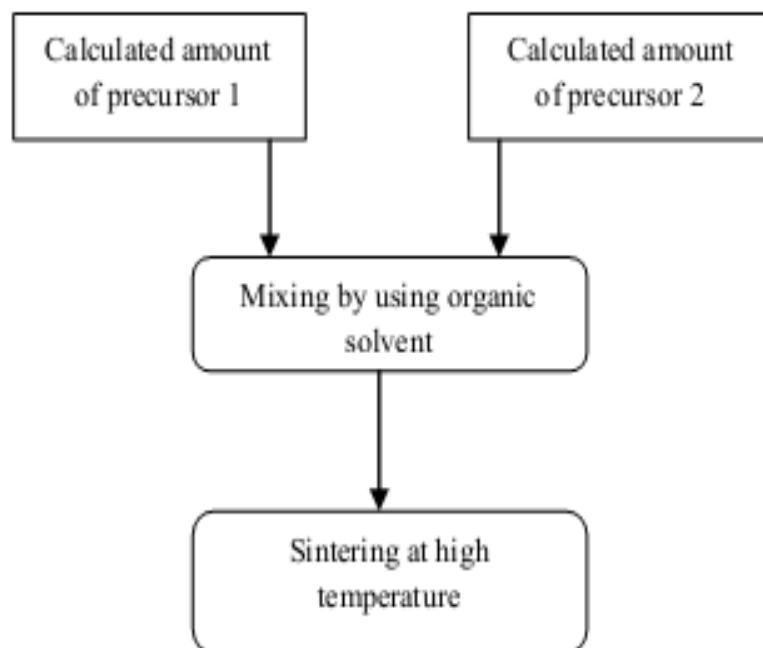 Calculated amount
of precursor 1
Calculated amount
of precursor 2
Mixing by using organic
solvent
Sintering at high
temperature